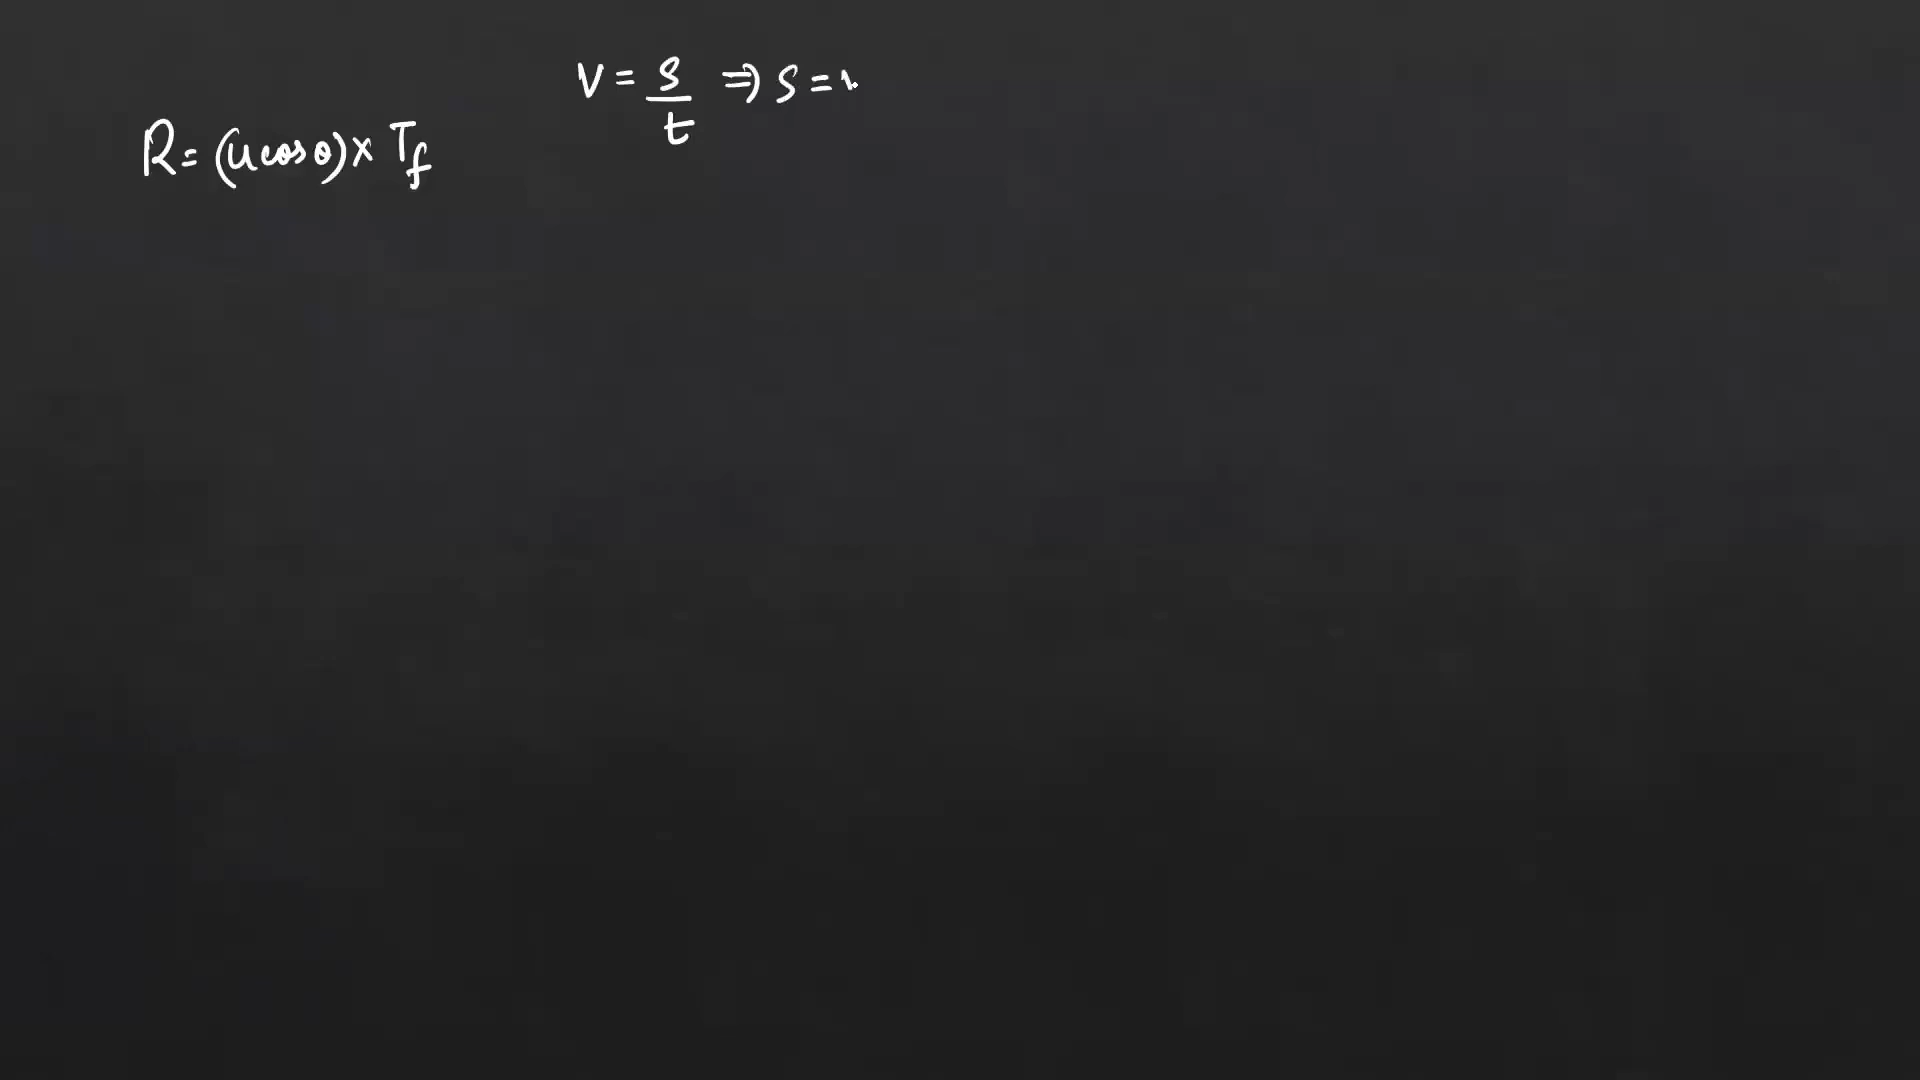 V = S/t ⇒ S = v
R = (u cos θ) × T_f